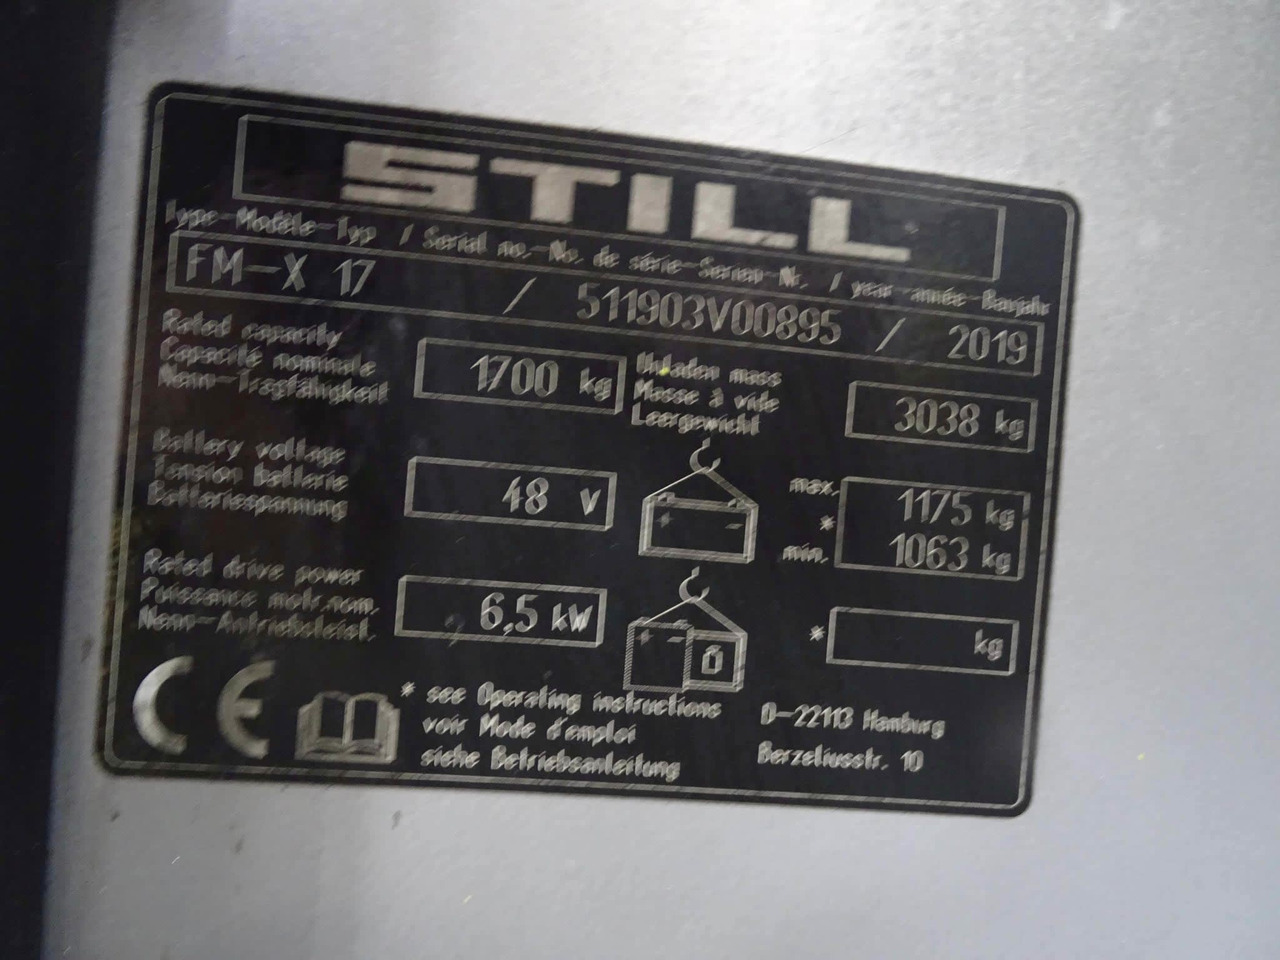 STILL
Type-Modèle-Typ / Serial no.-No. de série-Serien-Nr. / year-année-Baujahr
FM-X 17 / 511903V00895 / 2019
Rated capacity
Capacité nominale
Nenn-Tragfähigkeit
1700 kg
Unladen mass
Masse à vide
Leergewicht
3038 kg
Battery voltage
Tension batterie
Batteriespannung
48 V
+ -
max. 1175 kg
*
min. 1063 kg
Rated drive power
Puissance motr.nom.
Nenn-Antriebsleist.
6,5 kW
+ -
* kg
CE
* see Operating instructions
voir Mode d'emploi
siehe Betriebsanleitung
D-22113 Hamburg
Berzeliusstr. 10